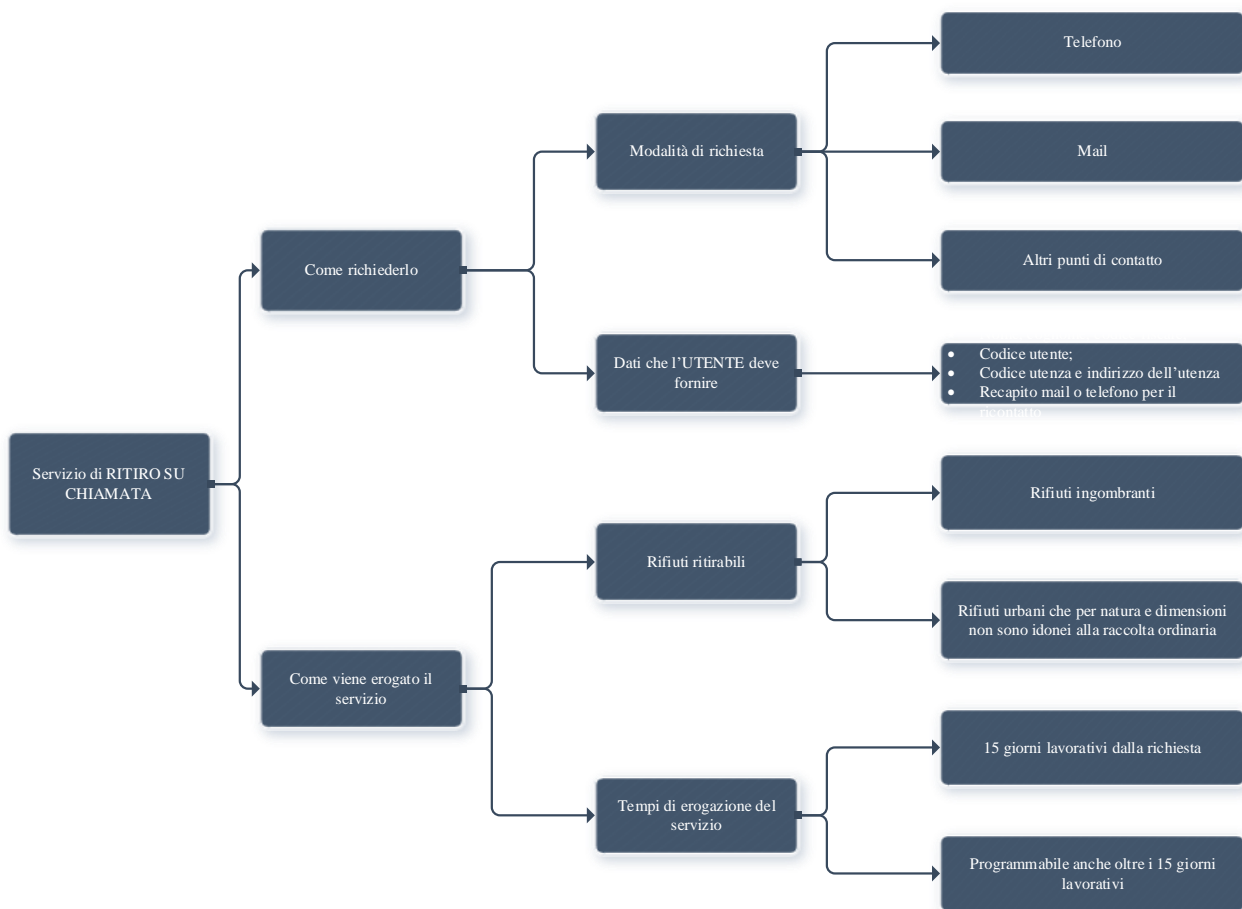 Servizio di RITIRO SU
CHIAMATA
Come richiederlo
Modalità di richiesta
Telefono
Mail
Altri punti di contatto
Dati che l'UTENTE deve
fornire
• Codice utente;
• Codice utenza e indirizzo dell'utenza
• Recapito mail o telefono per il
ricontatto
Come viene erogato il
servizio
Rifiuti ritirabili
Rifiuti ingombranti
Rifiuti urbani che per natura e dimensioni
non sono idonei alla raccolta ordinaria
Tempi di erogazione del
servizio
15 giorni lavorativi dalla richiesta
Programmabile anche oltre i 15 giorni
lavorativi